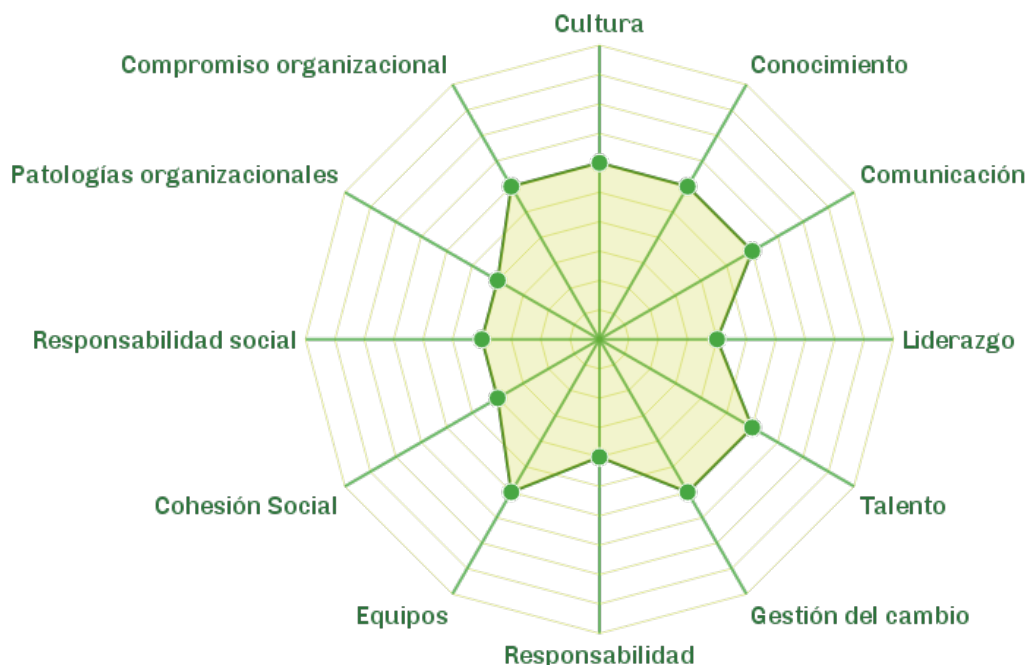 Cultura
Compromiso organizacional
Conocimiento
Patologías organizacionales
Comunicación
Responsabilidad social
Liderazgo
Cohesión Social
Talento
Equipos
Gestión del cambio
Responsabilidad